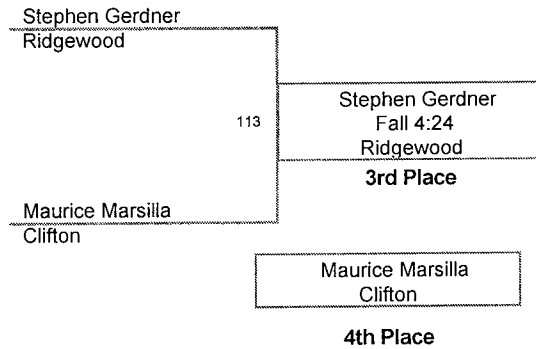 Stephen Gerdner
Ridgewood
113
Stephen Gerdner
Fall 4:24
Ridgewood
3rd Place
Maurice Marsilla
Clifton
Maurice Marsilla
Clifton
4th Place